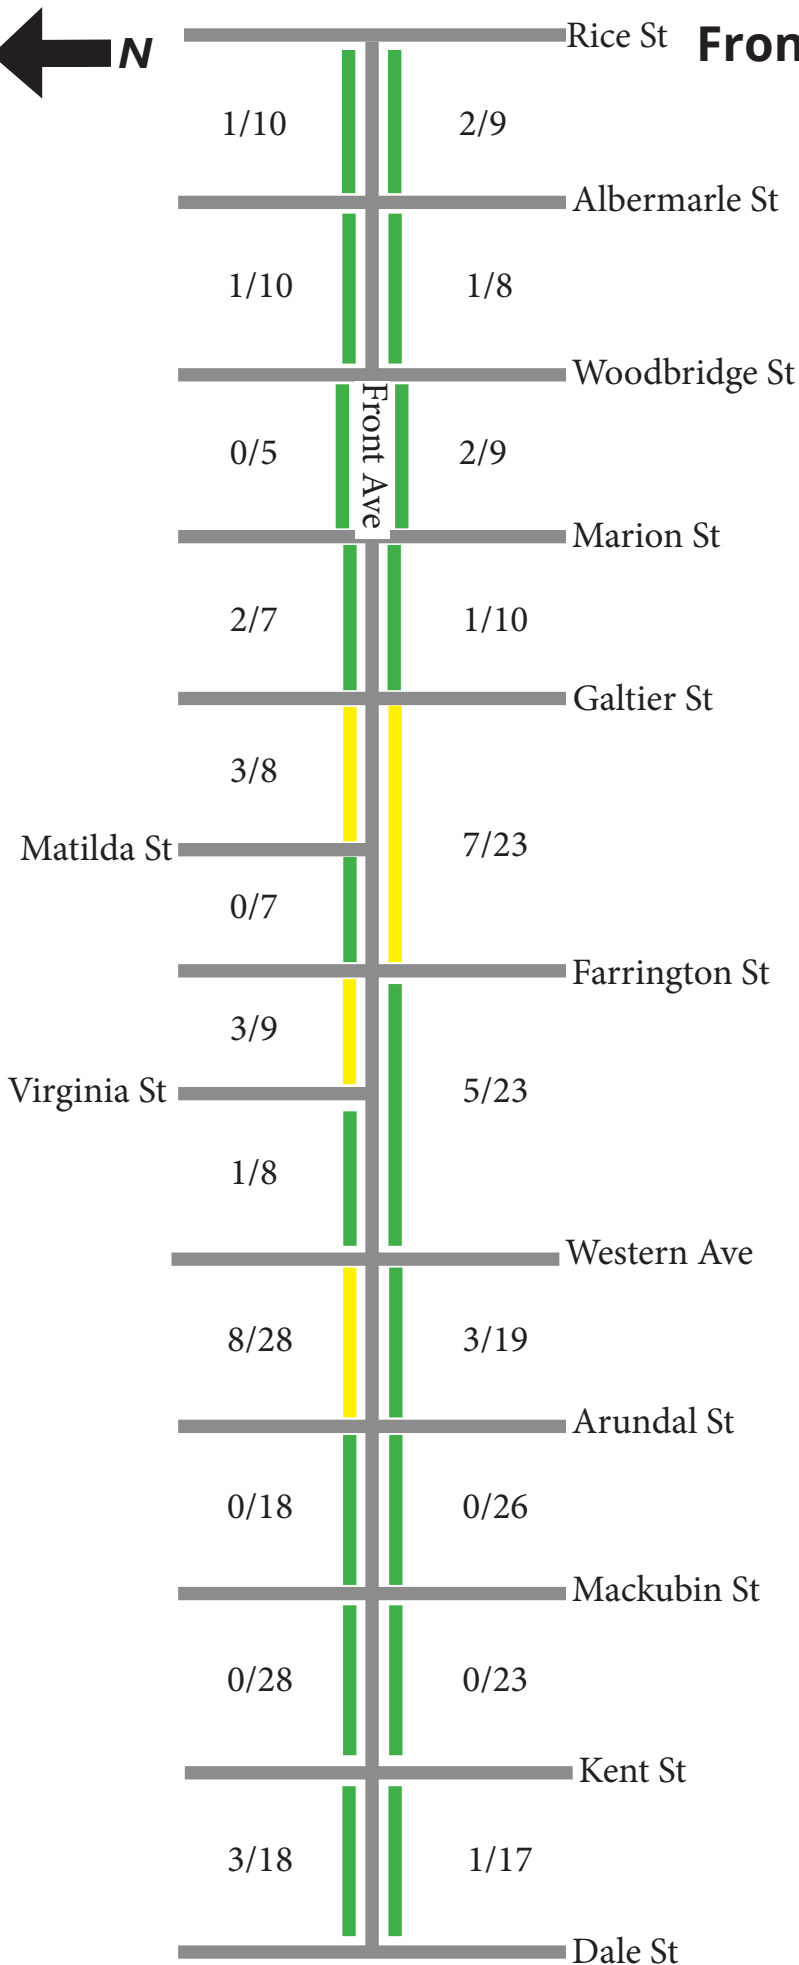 N
Rice St
Fron
1/10
2/9
Albermarle St
1/10
1/8
Woodbridge St
Front Ave
0/5
2/9
Marion St
2/7
1/10
Galtier St
3/8
7/23
Matilda St
0/7
Farrington St
3/9
Virginia St
5/23
1/8
Western Ave
8/28
3/19
Arundal St
0/18
0/26
Mackubin St
0/28
0/23
Kent St
3/18
1/17
Dale St